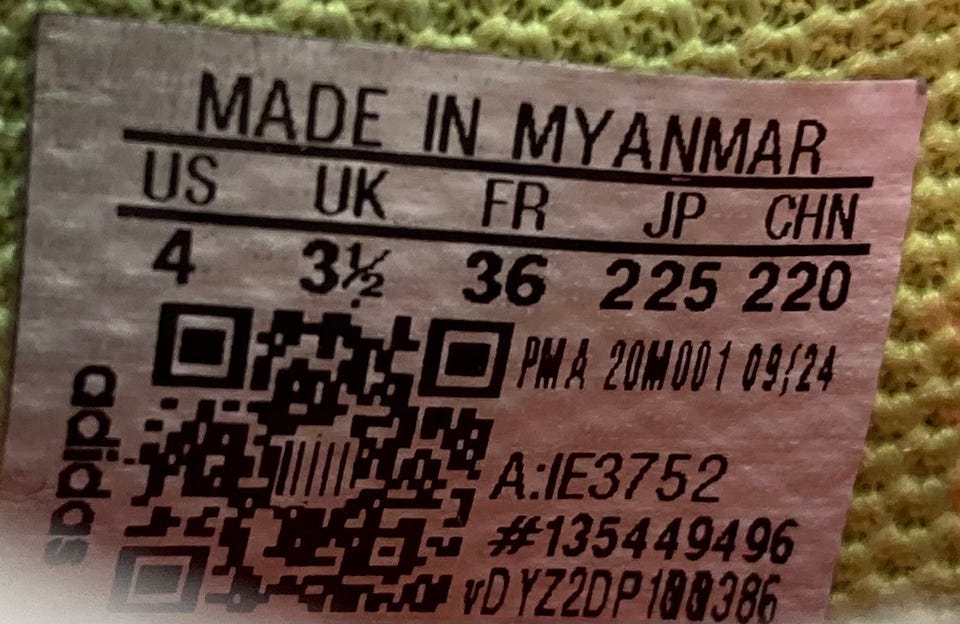 MADE IN MYANMAR
US UK FR JP CHN
4 3½ 36 225 220
PMA 20M001 09/24
adidas
A:IE3752
#135449496